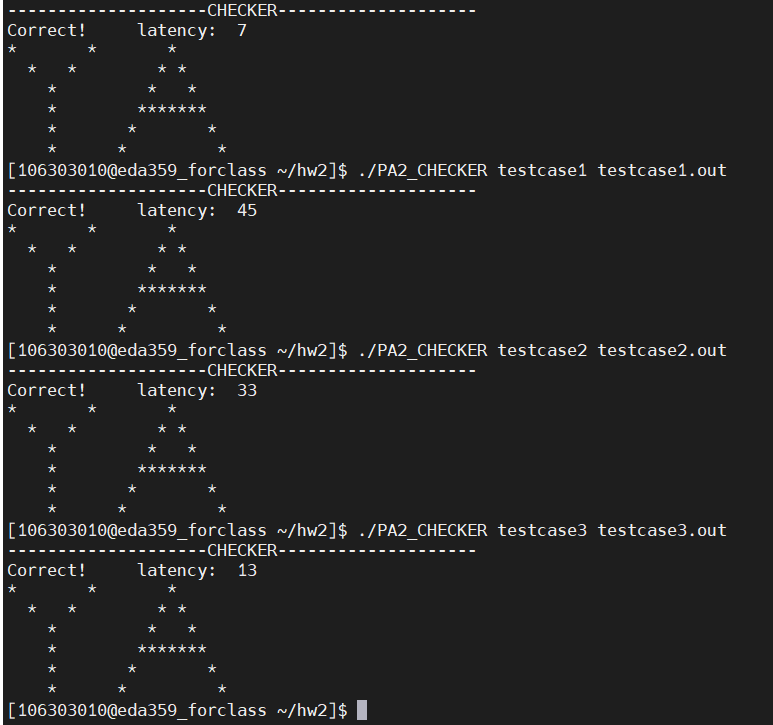 --------------------CHECKER--------------------
Correct!     latency:  7
*       *       *
  *   *        * *
    *         *   *
    *        *******
    *       *       *
    *      *         *
[106303010@eda359_forclass ~/hw2]$ ./PA2_CHECKER testcase1 testcase1.out
--------------------CHECKER--------------------
Correct!     latency:  45
*       *       *
  *   *        * *
    *         *   *
    *        *******
    *       *       *
    *      *         *
[106303010@eda359_forclass ~/hw2]$ ./PA2_CHECKER testcase2 testcase2.out
--------------------CHECKER--------------------
Correct!     latency:  33
*       *       *
  *   *        * *
    *         *   *
    *        *******
    *       *       *
    *      *         *
[106303010@eda359_forclass ~/hw2]$ ./PA2_CHECKER testcase3 testcase3.out
--------------------CHECKER--------------------
Correct!     latency:  13
*       *       *
  *   *        * *
    *         *   *
    *        *******
    *       *       *
    *      *         *
[106303010@eda359_forclass ~/hw2]$